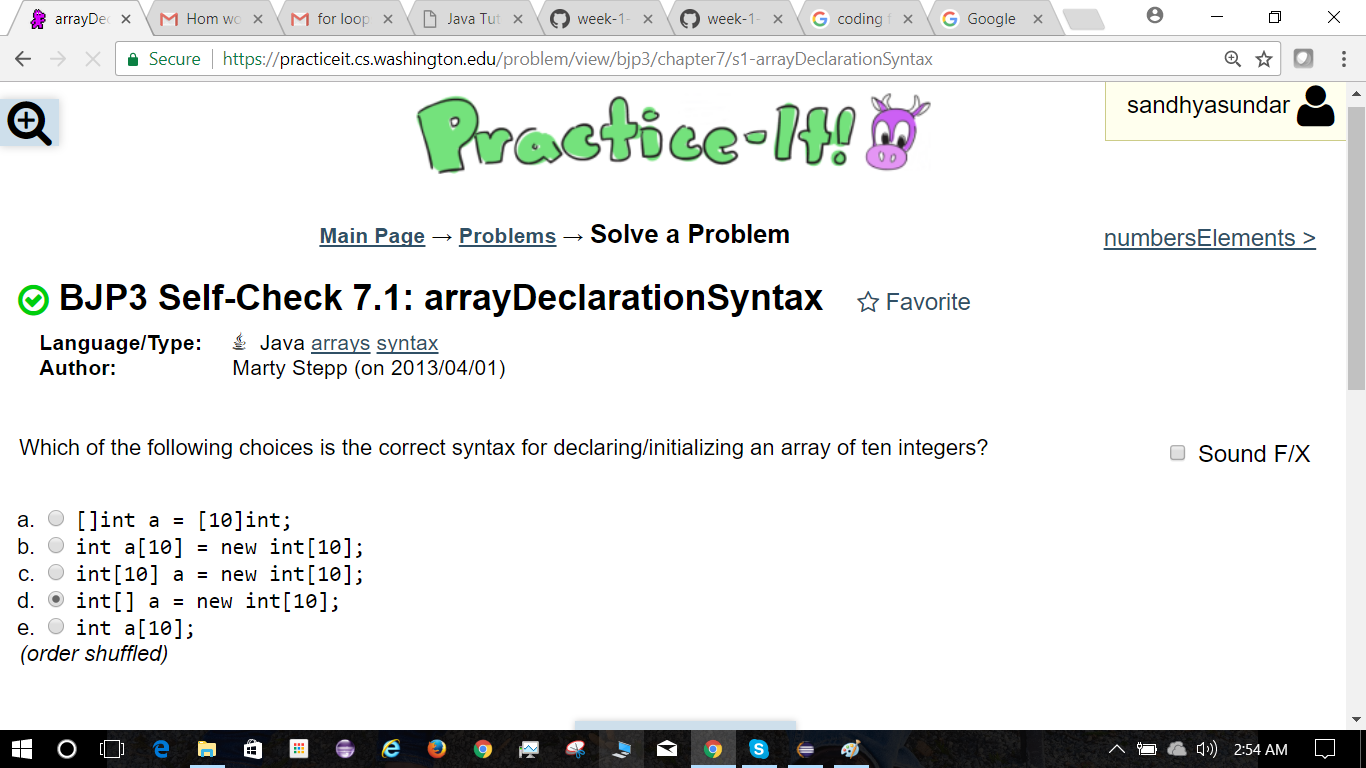 arrayDe
Hom wo
for loop
Java Tut
week-1-
week-1-
coding
Google
Secure
https://practiceit.cs.washington.edu/problem/view/bjp3/chapter7/s1-arrayDeclarationSyntax
Practice-It!
sandhyasundar
Main Page → Problems → Solve a Problem
numbersElements >
BJP3 Self-Check 7.1: arrayDeclarationSyntax
Favorite
Language/Type: Java arrays syntax
Author: Marty Stepp (on 2013/04/01)
Which of the following choices is the correct syntax for declaring/initializing an array of ten integers?
Sound F/X
a. []int a = [10]int;
b. int a[10] = new int[10];
c. int[10] a = new int[10];
d. int[] a = new int[10];
e. int a[10];
(order shuffled)
2:54 AM